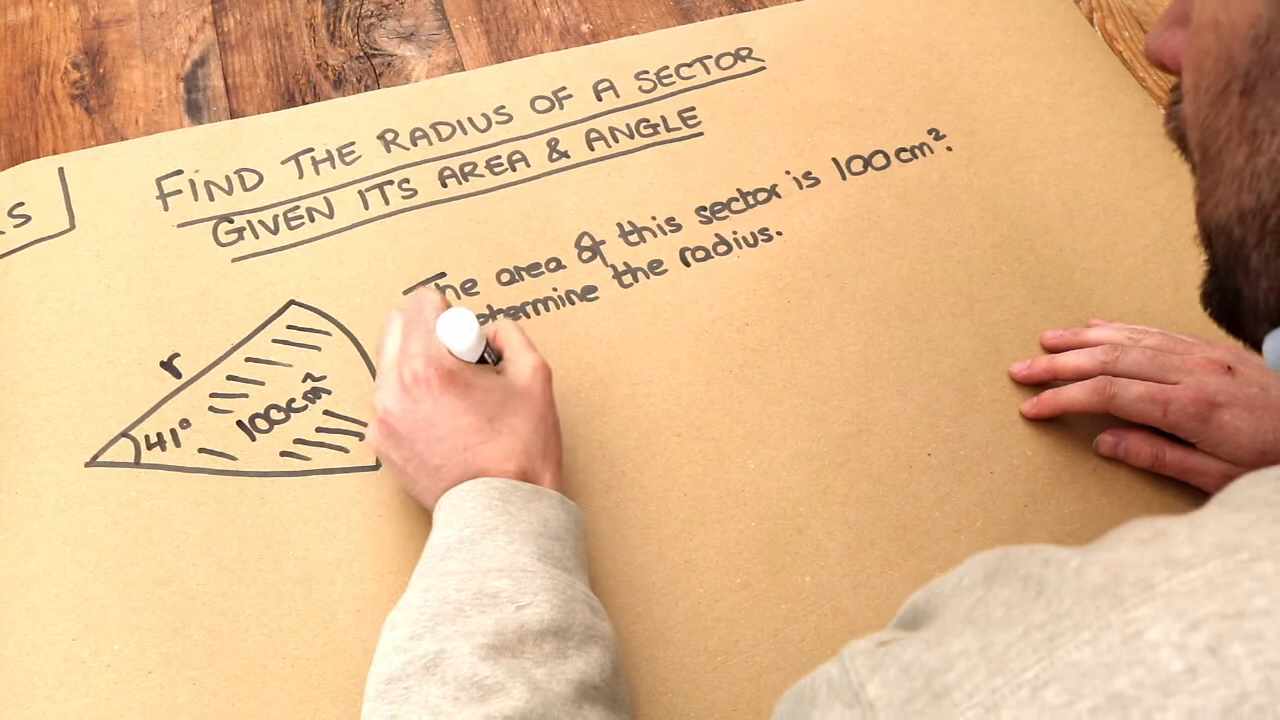 FIND THE RADIUS OF A SECTOR
GIVEN ITS AREA & ANGLE
The area of this sector is 100cm².
the radius.
r
41°
100cm²